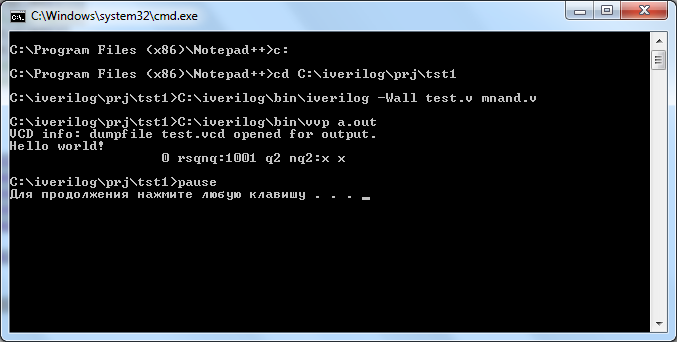 C:\Windows\system32\cmd.exe
C:\Program Files (x86)\Notepad++>c:
C:\Program Files (x86)\Notepad++>cd C:\iverilog\prj\tst1
C:\iverilog\prj\tst1>C:\iverilog\bin\iverilog -Wall test.v mnand.v
C:\iverilog\prj\tst1>C:\iverilog\bin\vvp a.out
VCD info: dumpfile test.vcd opened for output.
Hello world!
0 rsqnq:1001 q2 nq2:x x
C:\iverilog\prj\tst1>pause
Для продолжения нажмите любую клавишу . . . _